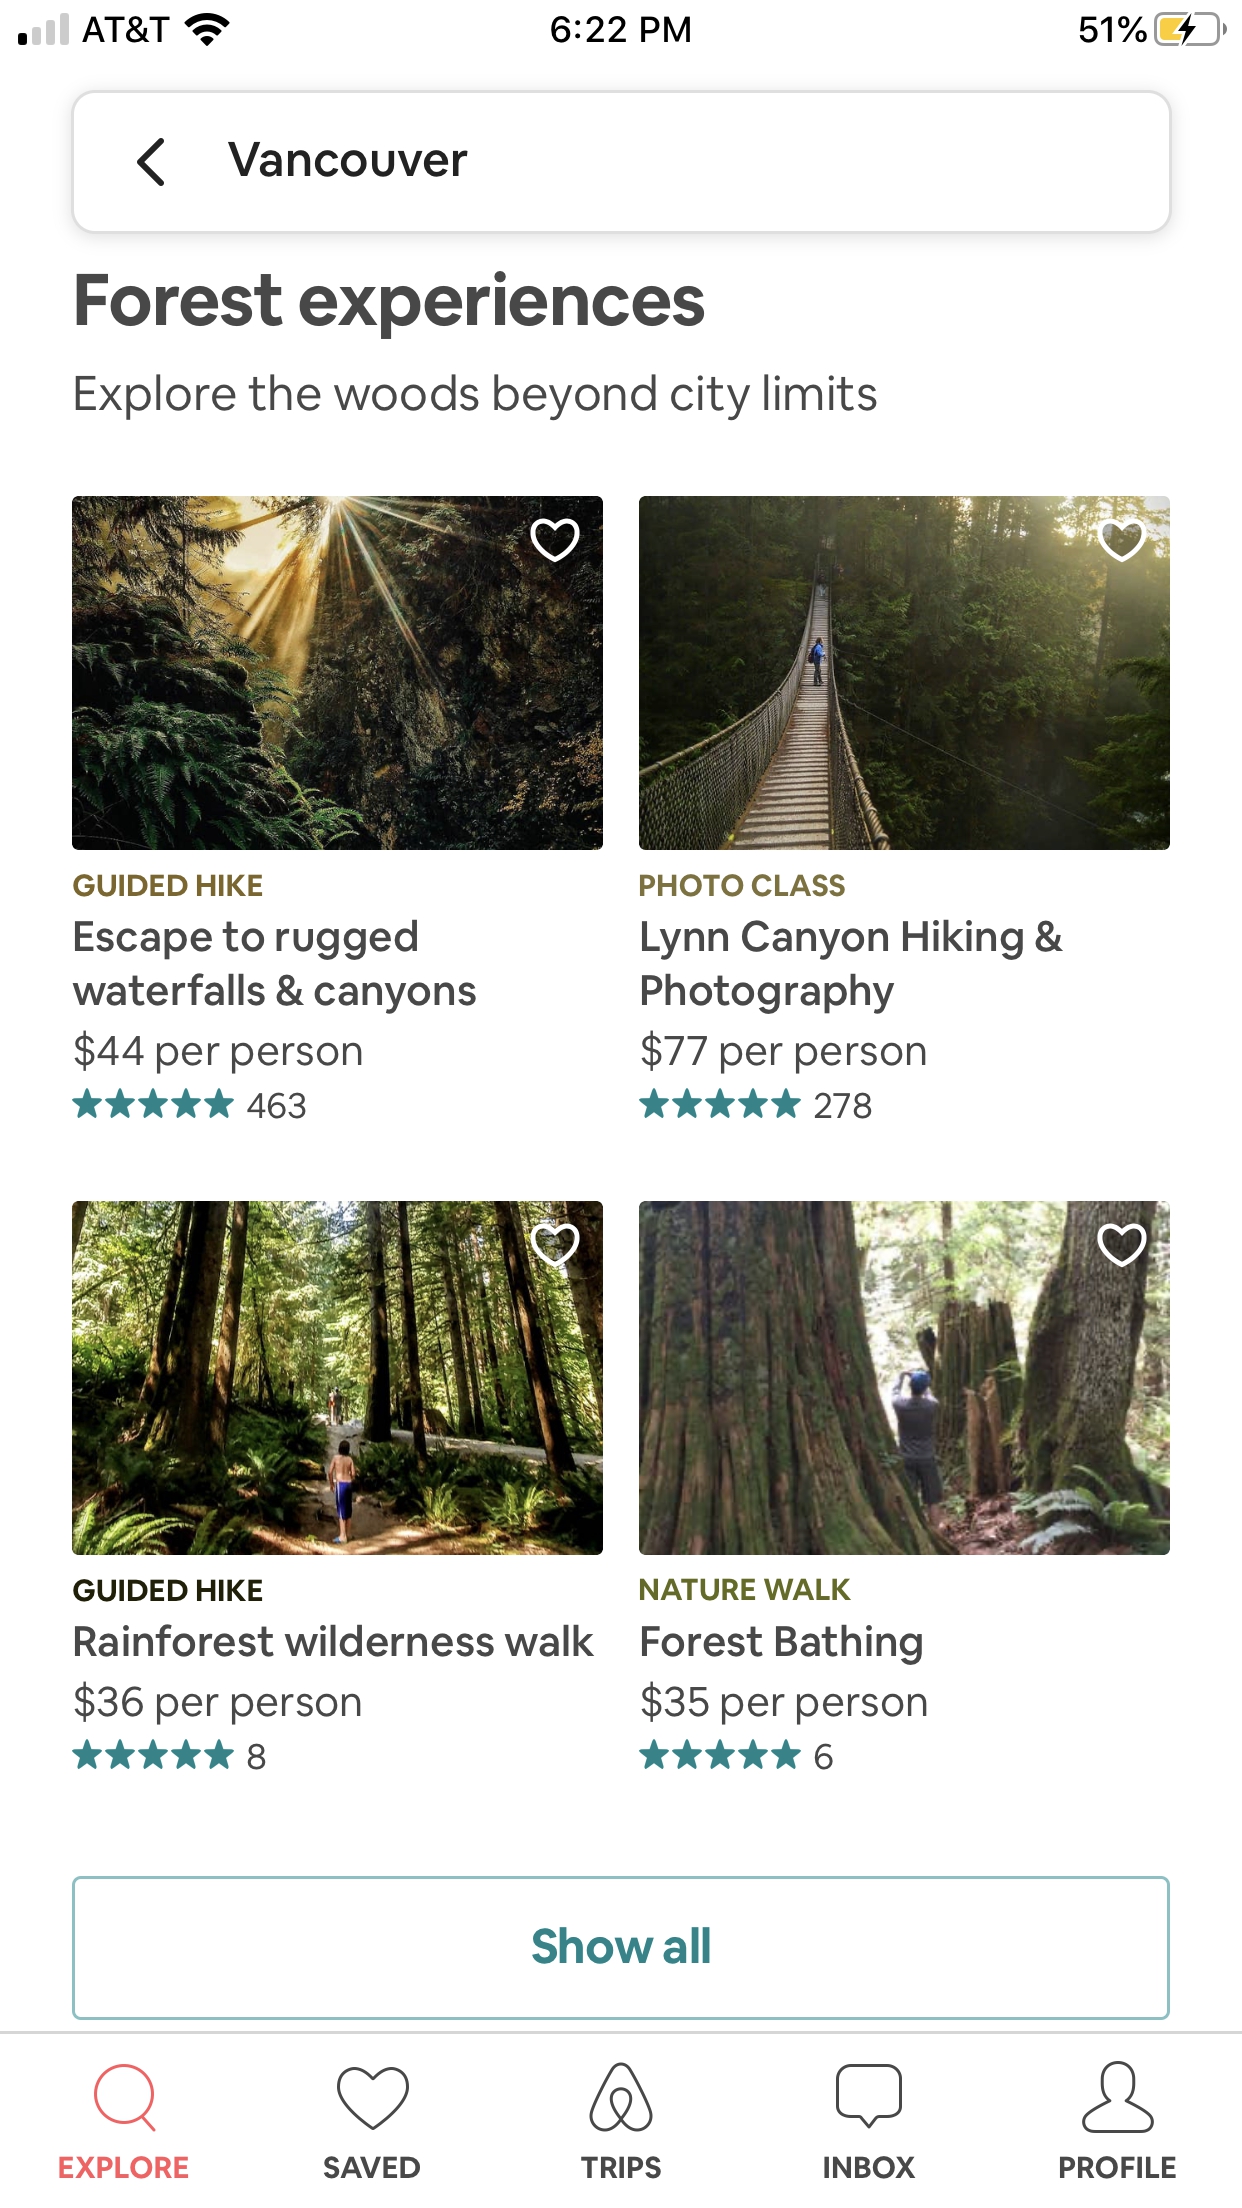 AT&T 6:22 PM 51%
Vancouver
Forest experiences
Explore the woods beyond city limits
GUIDED HIKE
Escape to rugged
waterfalls & canyons
$44 per person
463
PHOTO CLASS
Lynn Canyon Hiking &
Photography
$77 per person
278
GUIDED HIKE
Rainforest wilderness walk
$36 per person
8
NATURE WALK
Forest Bathing
$35 per person
6
Show all
EXPLORE SAVED TRIPS INBOX PROFILE